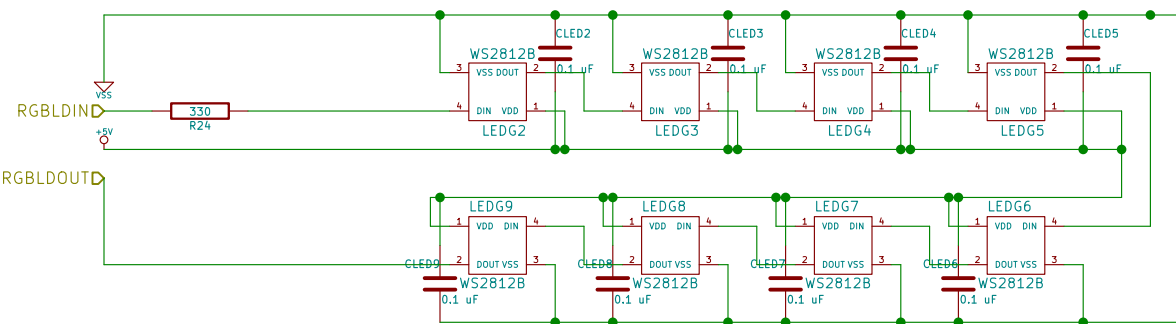 CLED2 CLED3 CLED4 CLED5
WS2812B WS2812B WS2812B WS2812B
3 VSS DOUT 2 0.1 uF 3 VSS DOUT 2 0.1 uF 3 VSS DOUT 2 0.1 uF 3 VSS DOUT 2 0.1 uF
VSS
RGBLDIN 330 4 DIN VDD 1 4 DIN VDD 1 4 DIN VDD 1 4 DIN VDD 1
R24 LEDG2 LEDG3 LEDG4 LEDG5
+5V
RGBLDOUT
LEDG9 LEDG8 LEDG7 LEDG6
1 VDD DIN 4 1 VDD DIN 4 1 VDD DIN 4 1 VDD DIN 4
CLED9 2 DOUT VSS 3 CLED8 2 DOUT VSS 3 CLED7 2 DOUT VSS 3 CLED6 2 DOUT VSS 3
WS2812B WS2812B WS2812B WS2812B
0.1 uF 0.1 uF 0.1 uF 0.1 uF